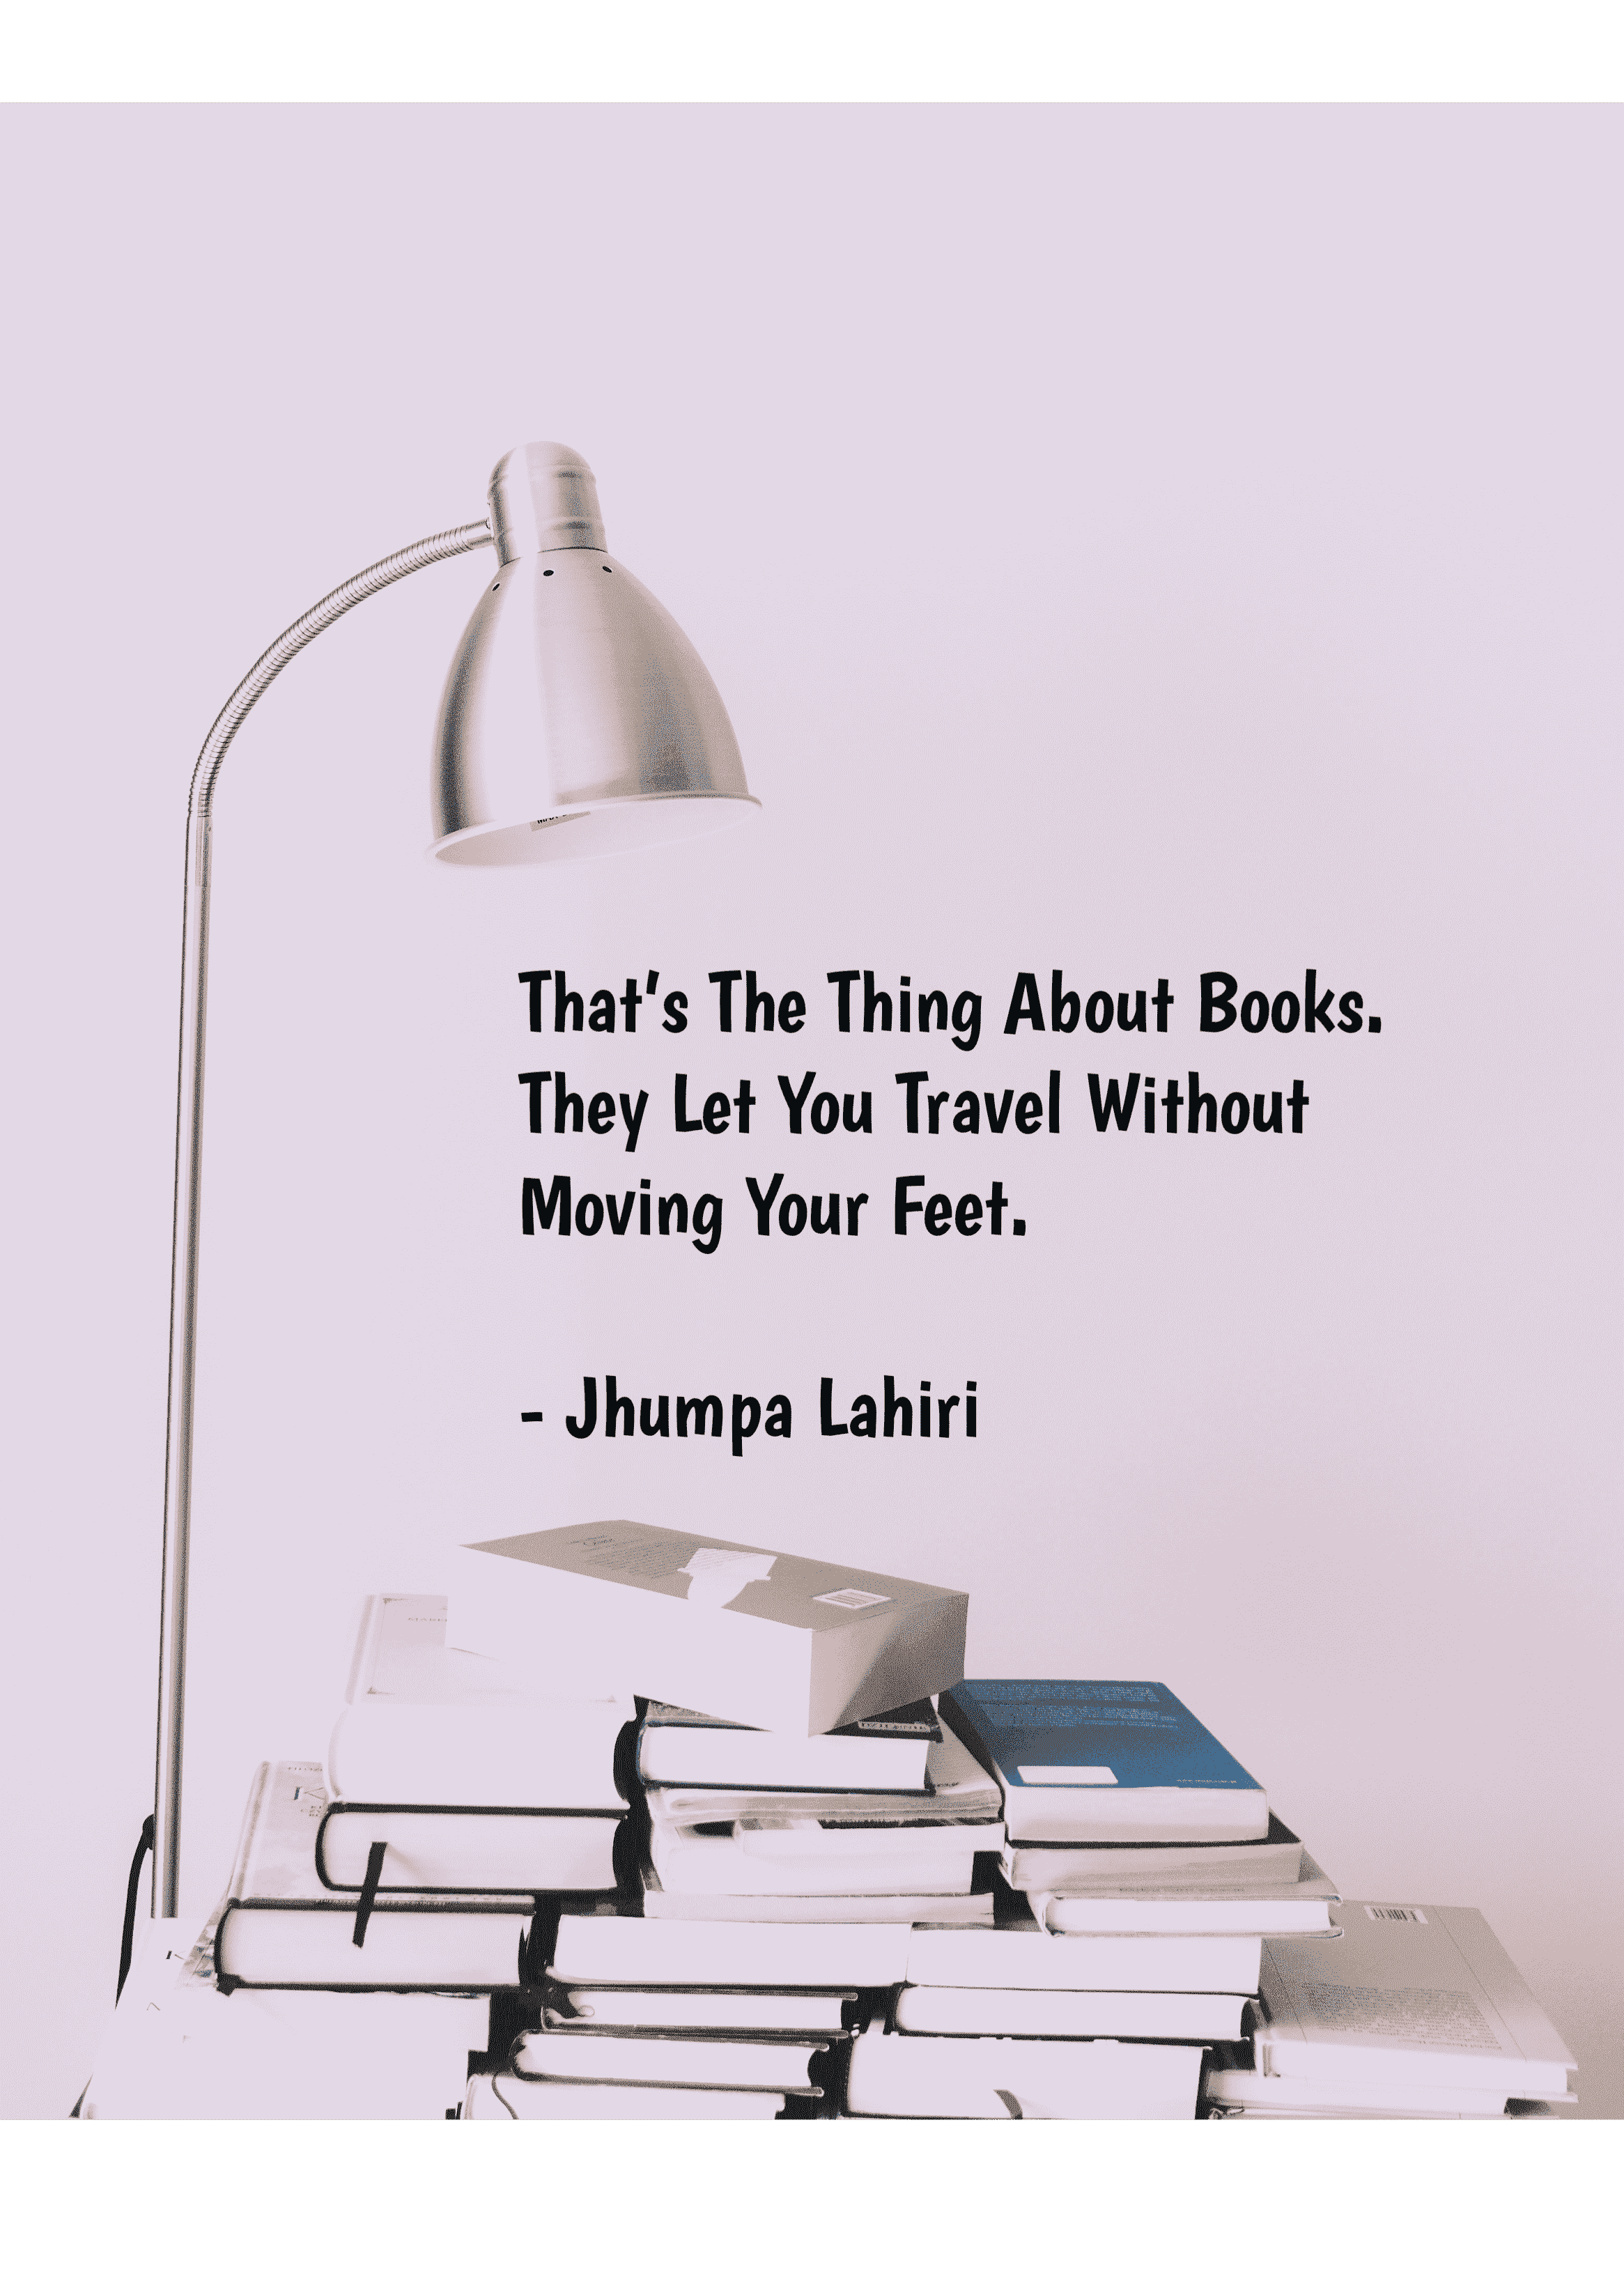 That's The Thing About Books.
They Let You Travel Without
Moving Your Feet.
- Jhumpa Lahiri